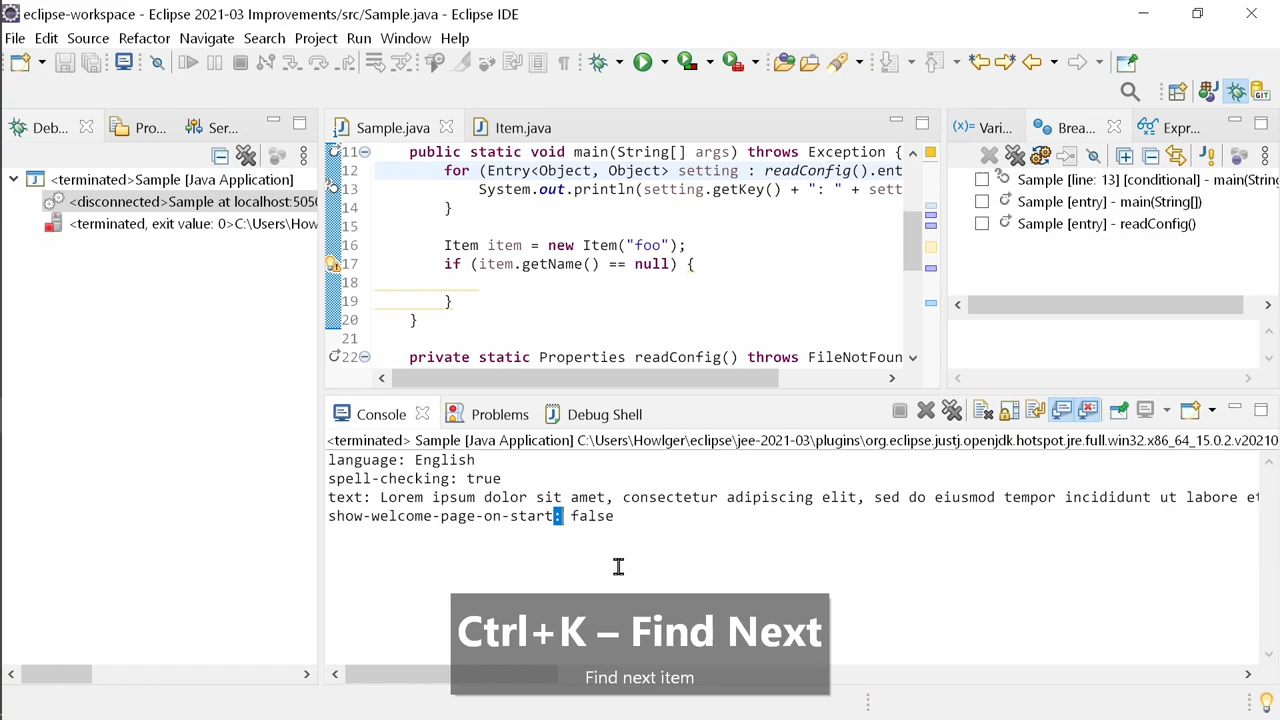 eclipse-workspace - Eclipse 2021-03 Improvements/src/Sample.java - Eclipse IDE
File Edit Source Refactor Navigate Search Project Run Window Help
Deb... Pro... Ser...
<terminated>Sample [Java Application]
<disconnected>Sample at localhost:505
<terminated, exit value: 0>C:\Users\How
Sample.java Item.java
11 public static void main(String[] args) throws Exception {
12 for (Entry<Object, Object> setting : readConfig().ent
13 System.out.println(setting.getKey() + ": " + sett
14 }
15
16 Item item = new Item("foo");
17 if (item.getName() == null) {
18
19 }
20 }
21
22 private static Properties readConfig() throws FileNotFoun
(x)= Vari... Brea... Expr...
Sample [line: 13] [conditional] - main(String
Sample [entry] - main(String[])
Sample [entry] - readConfig()
Console Problems Debug Shell
<terminated> Sample [Java Application] C:\Users\Howlger\eclipse\jee-2021-03\plugins\org.eclipse.justj.openjdk.hotspot.jre.full.win32.x86_64_15.0.2.v20210
language: English
spell-checking: true
text: Lorem ipsum dolor sit amet, consectetur adipiscing elit, sed do eiusmod tempor incididunt ut labore et
show-welcome-page-on-start: false
Ctrl+K – Find Next
Find next item